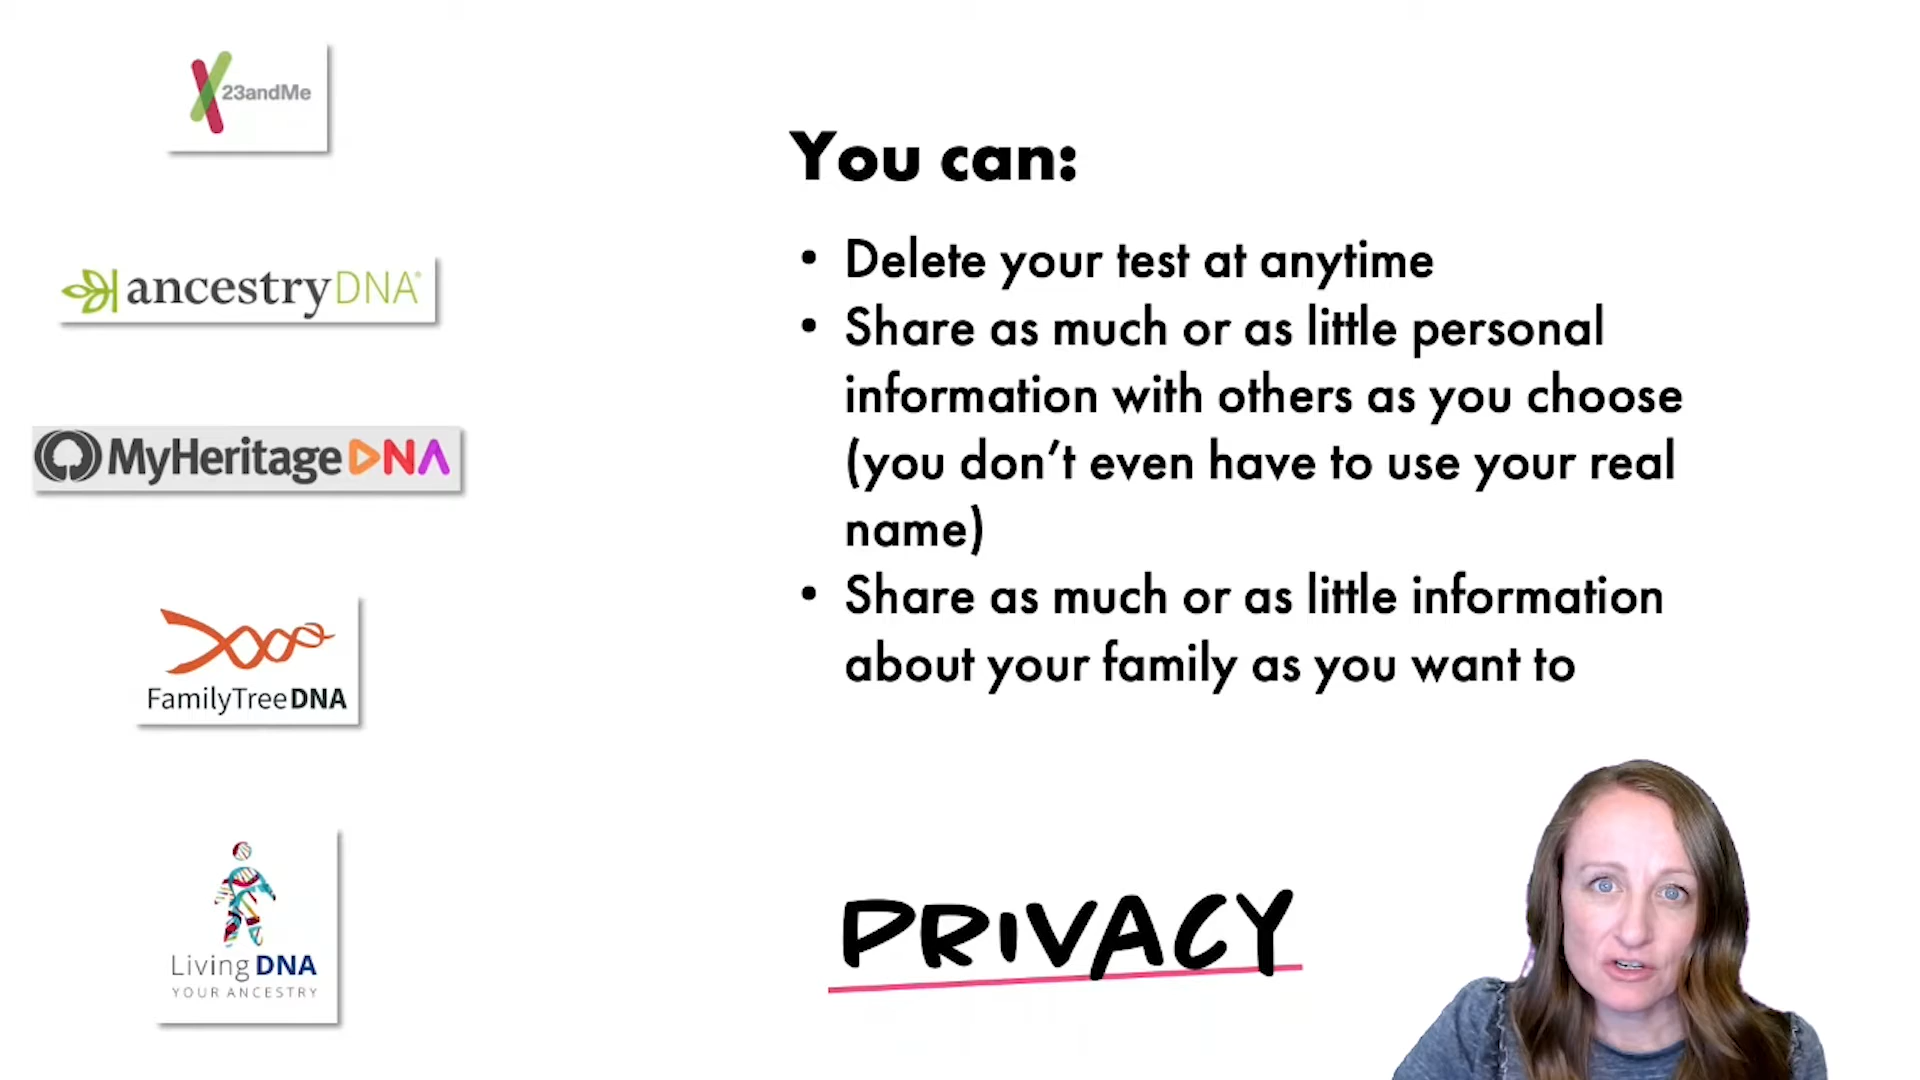 23andMe
ancestryDNA®
MyHeritage DNA
FamilyTreeDNA
Living DNA
YOUR ANCESTRY
You can:
• Delete your test at anytime
• Share as much or as little personal
information with others as you choose
(you don’t even have to use your real
name)
• Share as much or as little information
about your family as you want to
PRIVACY